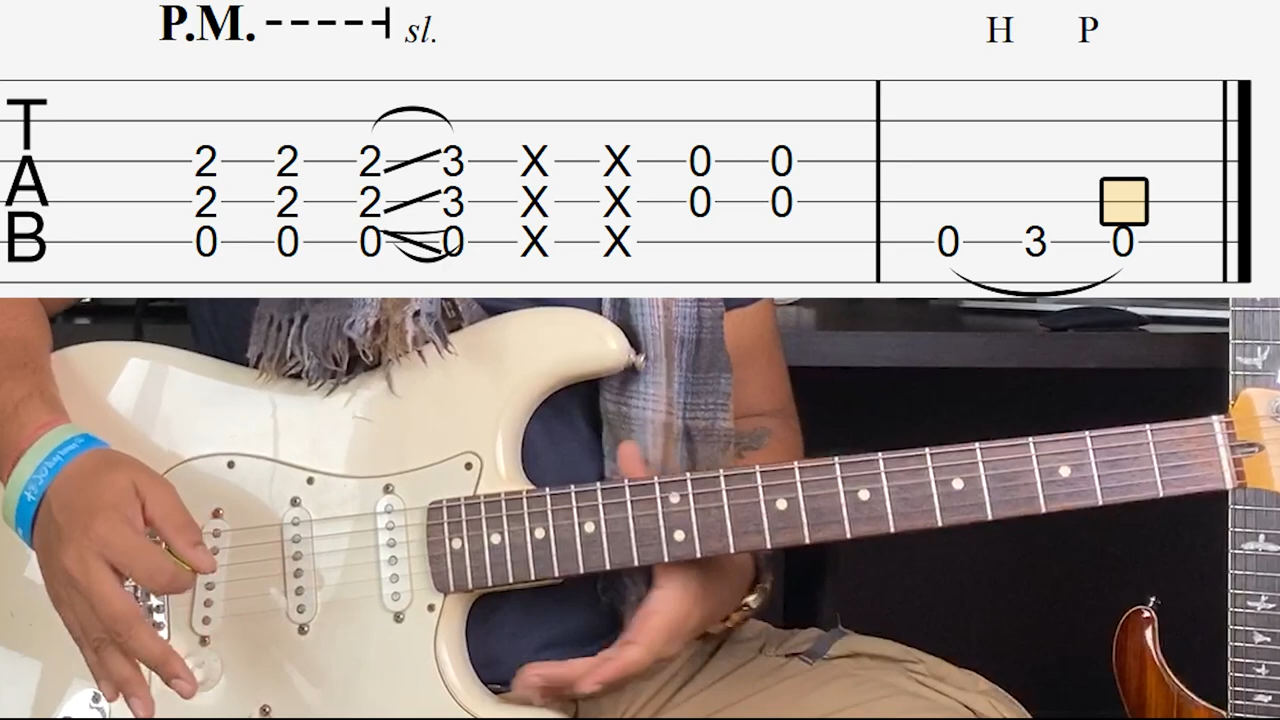 P.M. sl. H P
T
A 2 2 2 3 X X 0 0
2 2 2 3 X X 0 0
B 0 0 0 0 X X 0 3 0